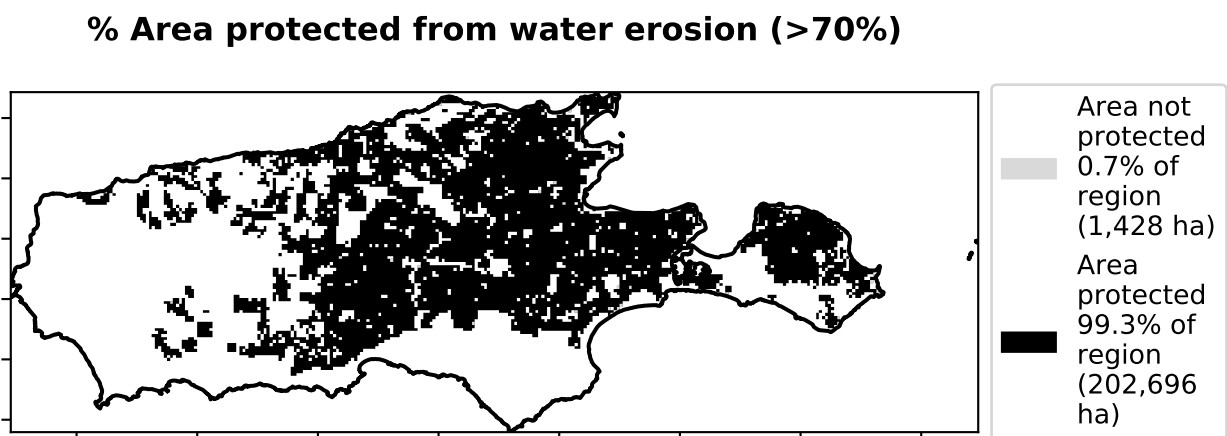 % Area protected from water erosion (>70%)
Area not
protected
0.7% of
region
(1,428 ha)
Area
protected
99.3% of
region
(202,696
ha)